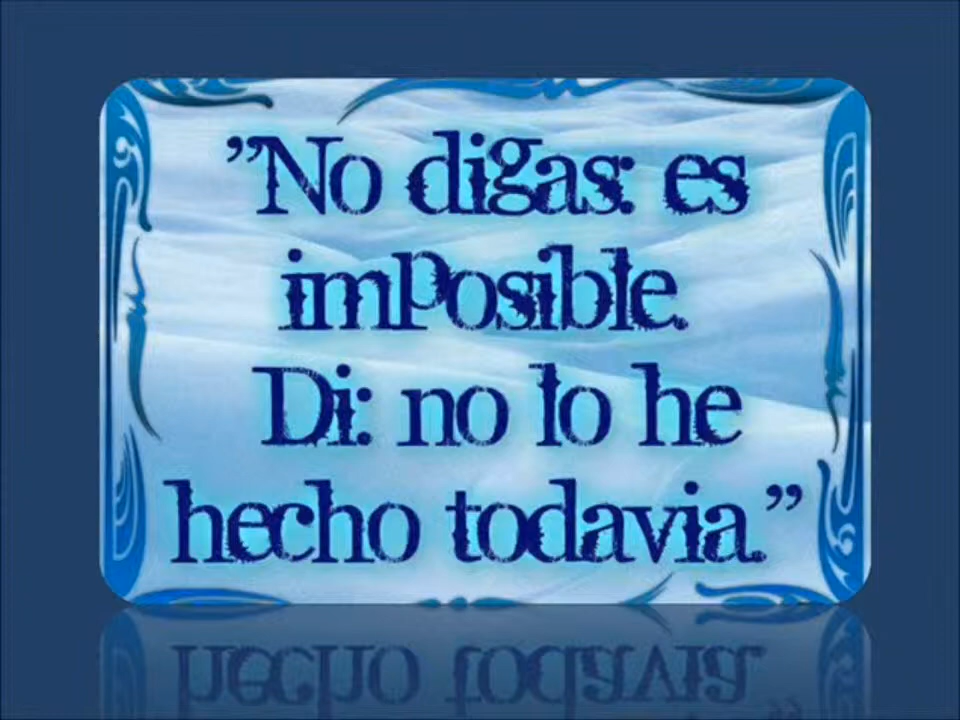 ”No digas: es
imposible.
Di: no lo he
hecho todavia.”